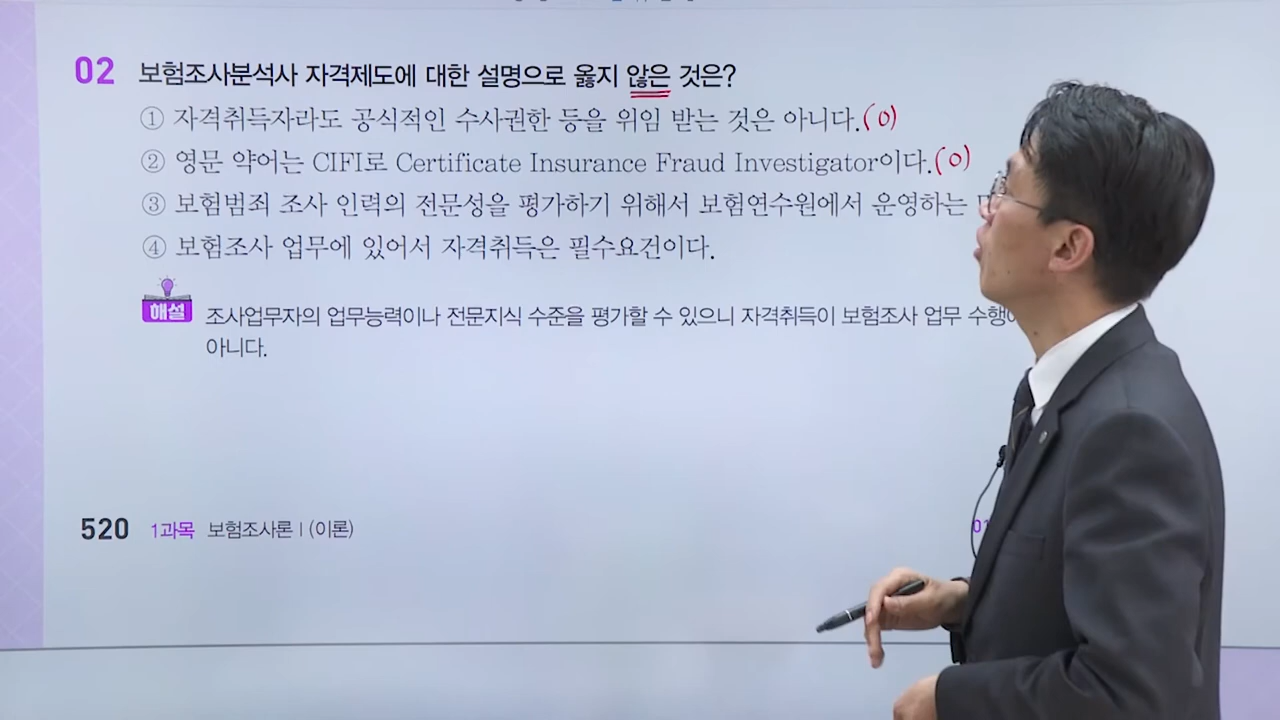 02 보험조사분석사 자격제도에 대한 설명으로 옳지 않은 것은?
① 자격취득자라도 공식적인 수사권한 등을 위임 받는 것은 아니다.(O)
② 영문 약어는 CIFI로 Certificate Insurance Fraud Investigator이다.(O)
③ 보험범죄 조사 인력의 전문성을 평가하기 위해서 보험연수원에서 운영하는
④ 보험조사 업무에 있어서 자격취득은 필수요건이다.
해설 조사업무자의 업무능력이나 전문지식 수준을 평가할 수 있으니 자격취득이 보험조사 업무
아니다.
520 1과목 보험조사론 I (이론)